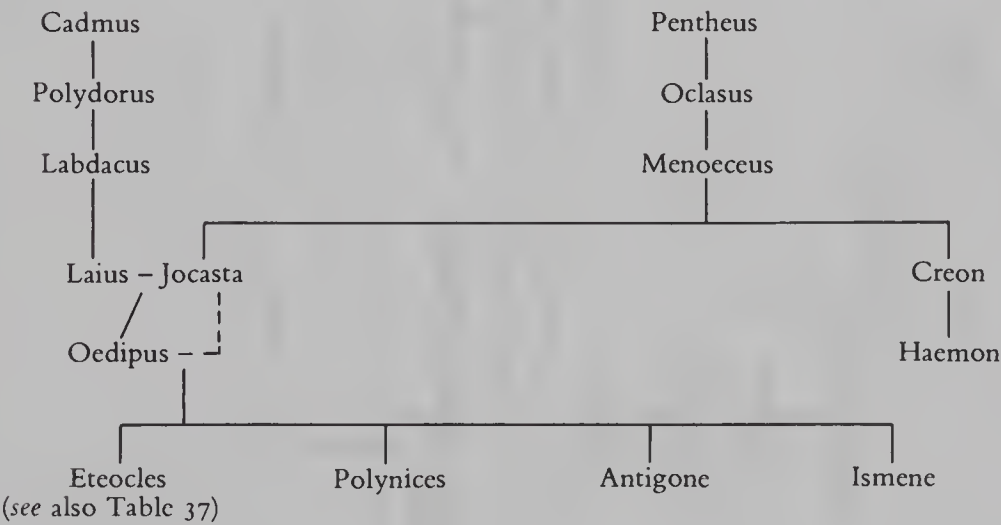 Cadmus
Pentheus
Polydorus
Oclasus
Labdacus
Menoeceus
Laius – Jocasta
Creon
Oedipus
Haemon
Eteocles
Polynices
Antigone
Ismene
(see also Table 37)